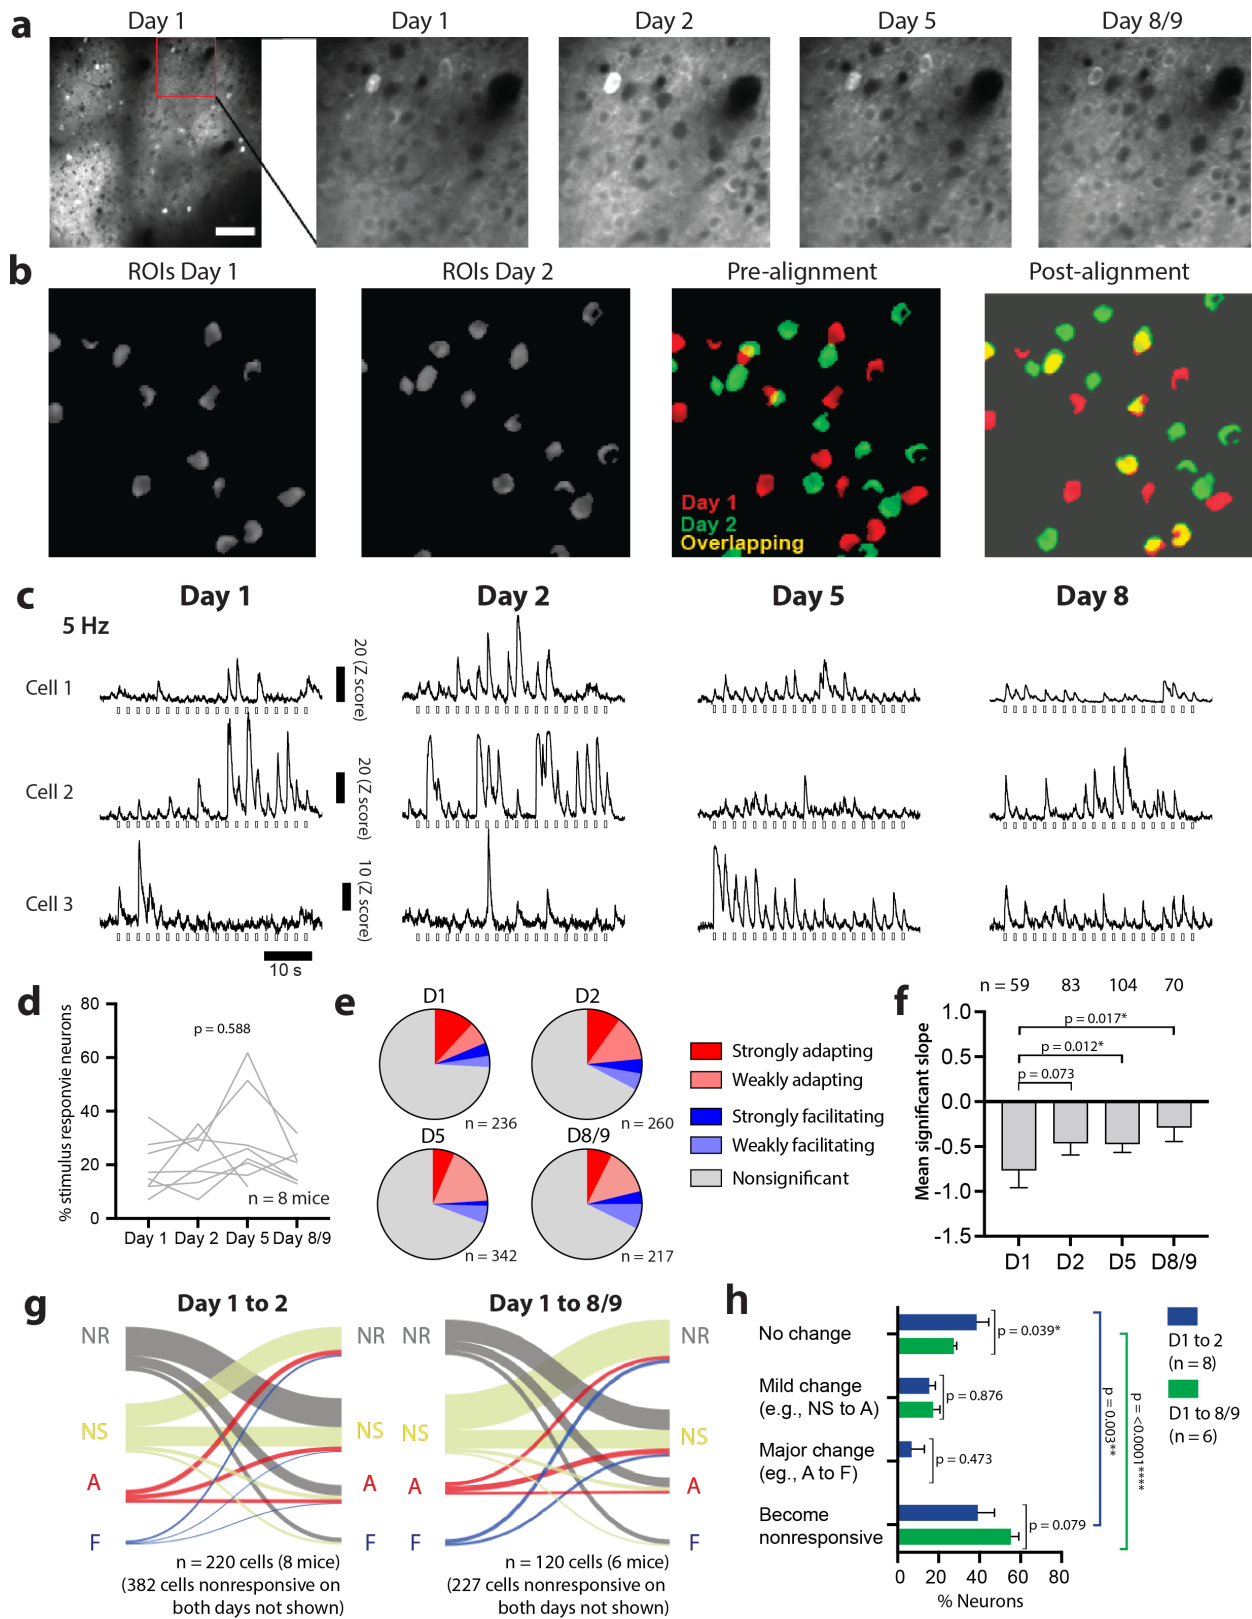 a
Day 1
Day 1
Day 2
Day 5
Day 8/9
b
ROIs Day 1
ROIs Day 2
Pre-alignment
Post-alignment
Day 1
Day 2
Overlapping
c
Day 1
Day 2
Day 5
Day 8
5 Hz
Cell 1
20 (Z score)
Cell 2
20 (Z score)
Cell 3
10 (Z score)
10 s
d
% stimulus responvie neurons
80
60
40
20
0
p = 0.588
n = 8 mice
Day 1
Day 2
Day 5
Day 8/9
e
D1
n = 236
D2
n = 260
D5
n = 342
D8/9
n = 217
Strongly adapting
Weakly adapting
Strongly facilitating
Weakly facilitating
Nonsignificant
f
n = 59
83
104
70
Mean significant slope
1.0
0.5
0.0
-0.5
-1.0
-1.5
p = 0.017*
p = 0.012*
p = 0.073
D1
D2
D5
D8/9
g
Day 1 to 2
NR
NS
A
F
NR
NS
A
F
n = 220 cells (8 mice)
(382 cells nonresponsive on
both days not shown)
Day 1 to 8/9
NR
NS
A
F
NR
NS
A
F
n = 120 cells (6 mice)
(227 cells nonresponsive on
both days not shown)
h
No change
Mild change
(e.g., NS to A)
Major change
(eg., A to F)
Become
nonresponsive
p = 0.039*
p = 0.876
p = 0.473
p = 0.079
p = 0.003**
p = <0.0001****
0
20
40
60
80
% Neurons
D1 to 2
(n = 8)
D1 to 8/9
(n = 6)